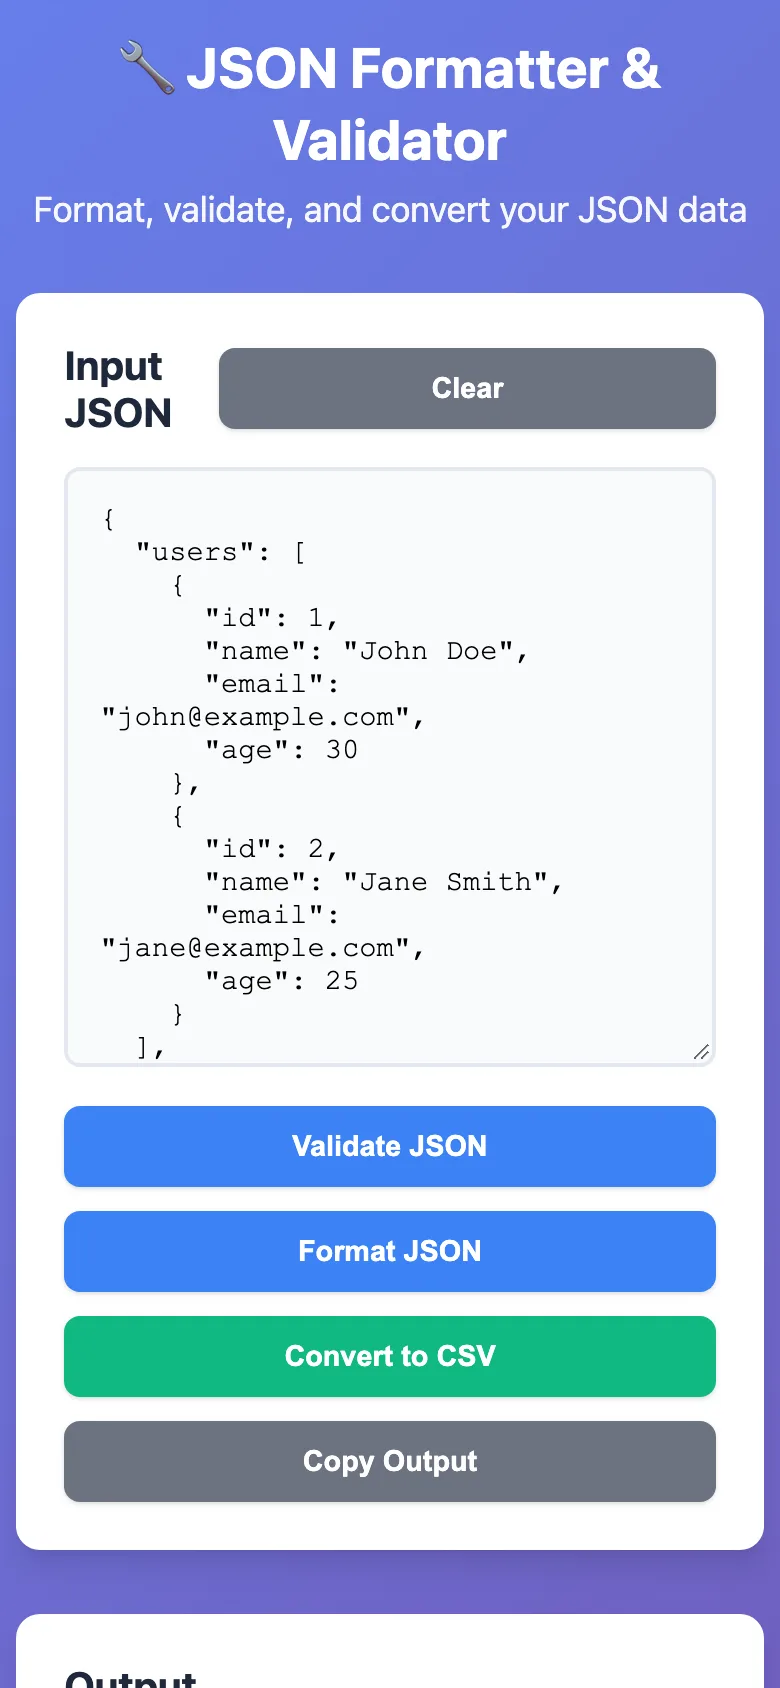 🔧 JSON Formatter &
Validator
Format, validate, and convert your JSON data
Input
JSON
Clear
{
  "users": [
    {
      "id": 1,
      "name": "John Doe",
      "email":
"john@example.com",
      "age": 30
    },
    {
      "id": 2,
      "name": "Jane Smith",
      "email":
"jane@example.com",
      "age": 25
    }
  ],
Validate JSON
Format JSON
Convert to CSV
Copy Output
Output